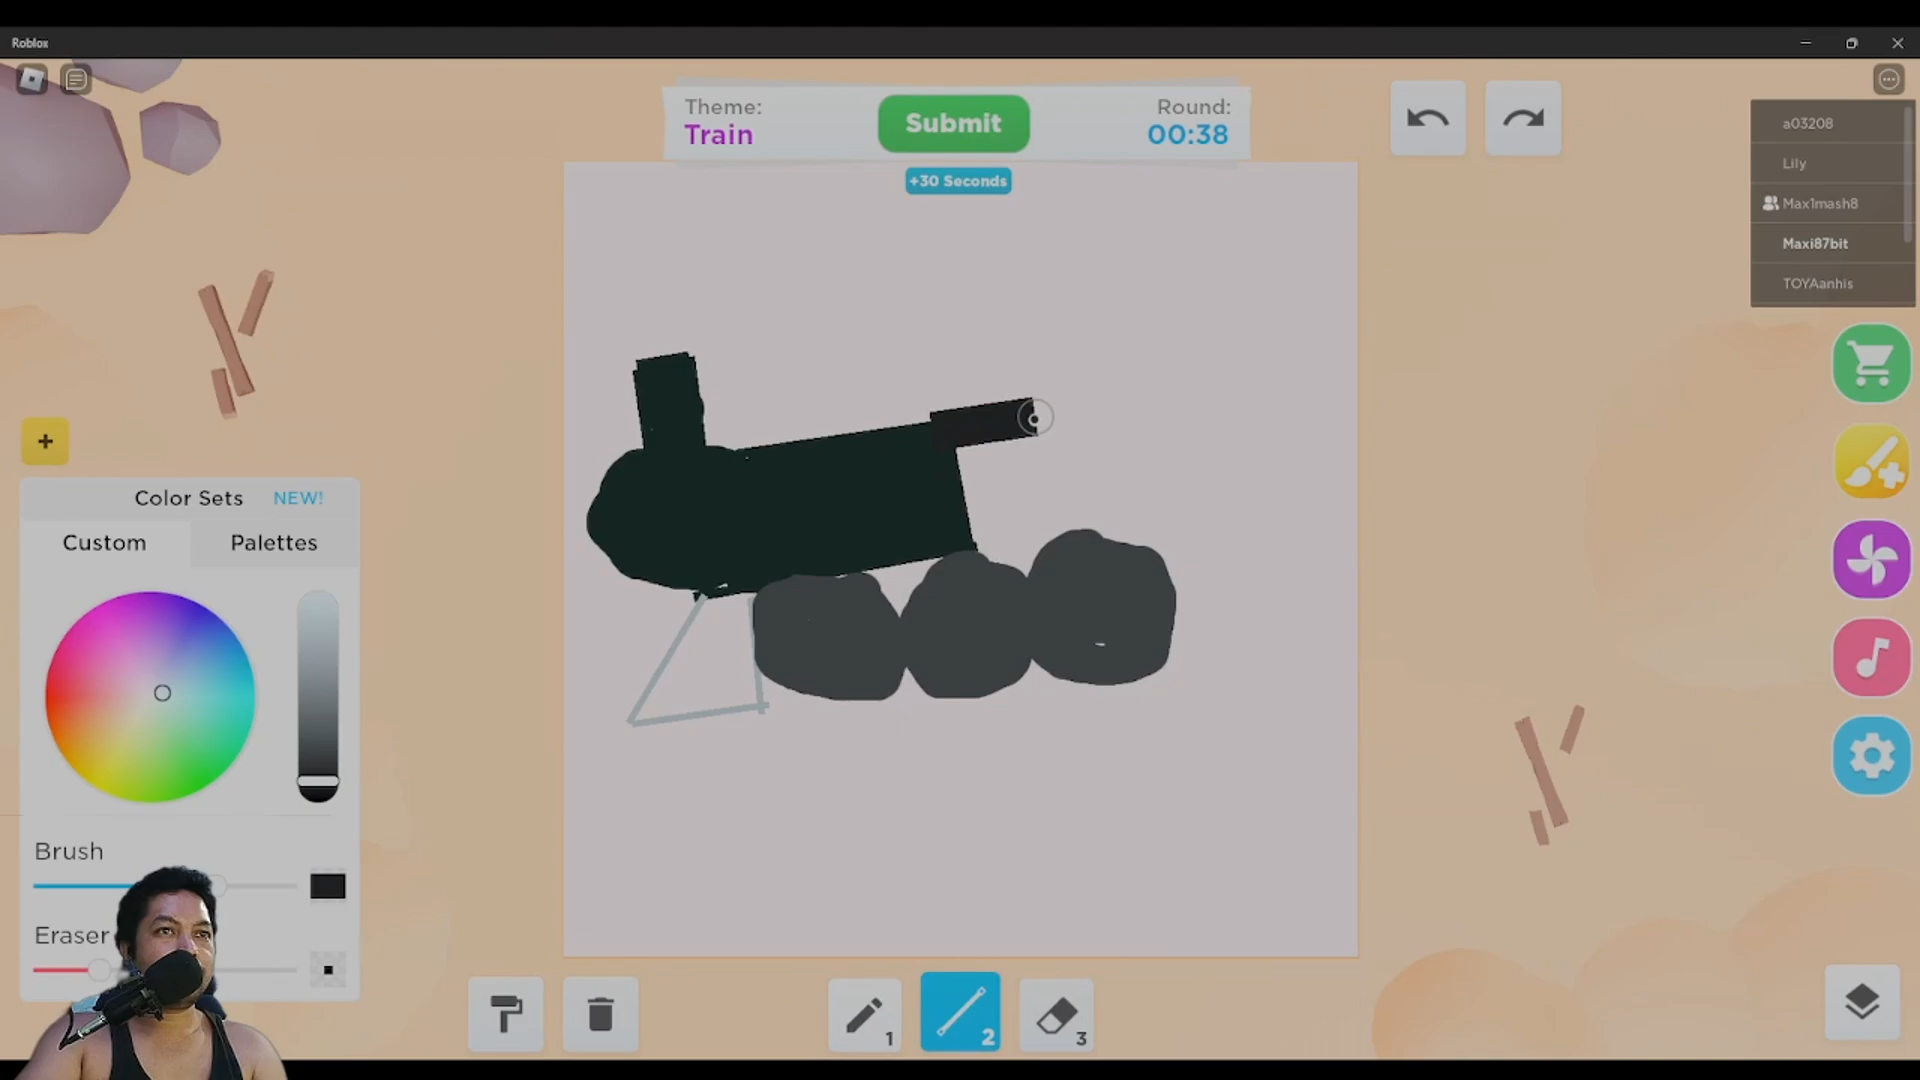 Roblox
Theme:
Train
Submit
Round:
00:38
+30 Seconds
a03208
Lily
Max1mash8
Maxi87bit
TOYAanhis
+
Color Sets NEW!
Custom
Palettes
Brush
Eraser
1
2
3